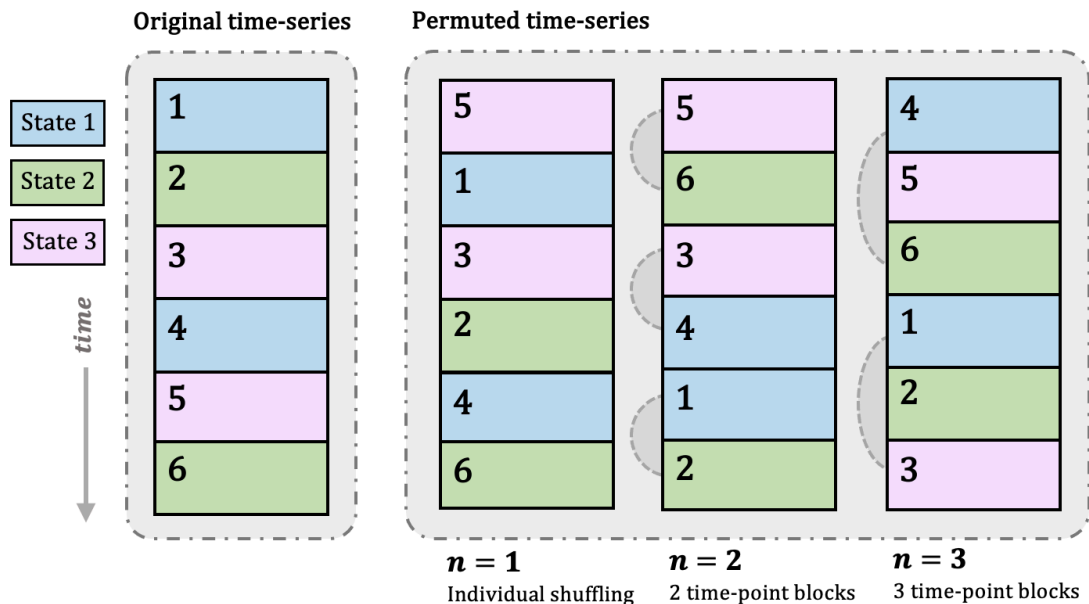 Original time-series
Permuted time-series
State 1
State 2
State 3
time
1
2
3
4
5
6
5
1
3
2
4
6
5
6
3
4
1
2
4
5
6
1
2
3
n = 1
Individual shuffling
n = 2
2 time-point blocks
n = 3
3 time-point blocks